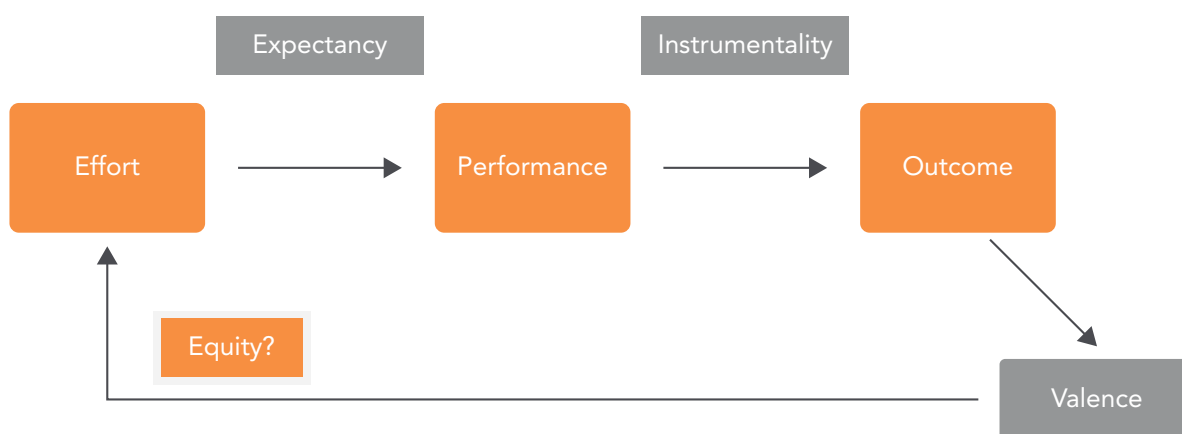 Expectancy
Instrumentality
Effort
Performance
Outcome
Equity?
Valence